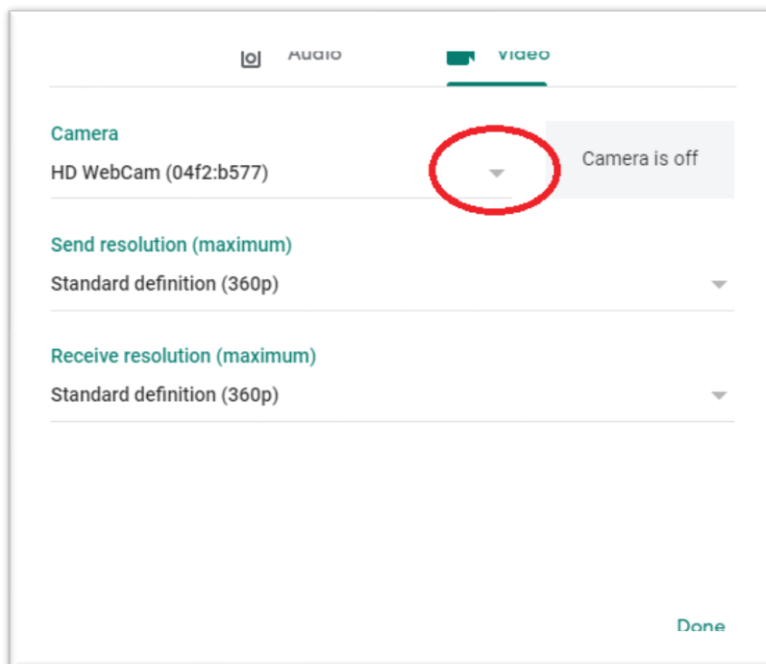 Audio
Video
Camera
HD WebCam (04f2:b577)
Camera is off
Send resolution (maximum)
Standard definition (360p)
Receive resolution (maximum)
Standard definition (360p)
Done